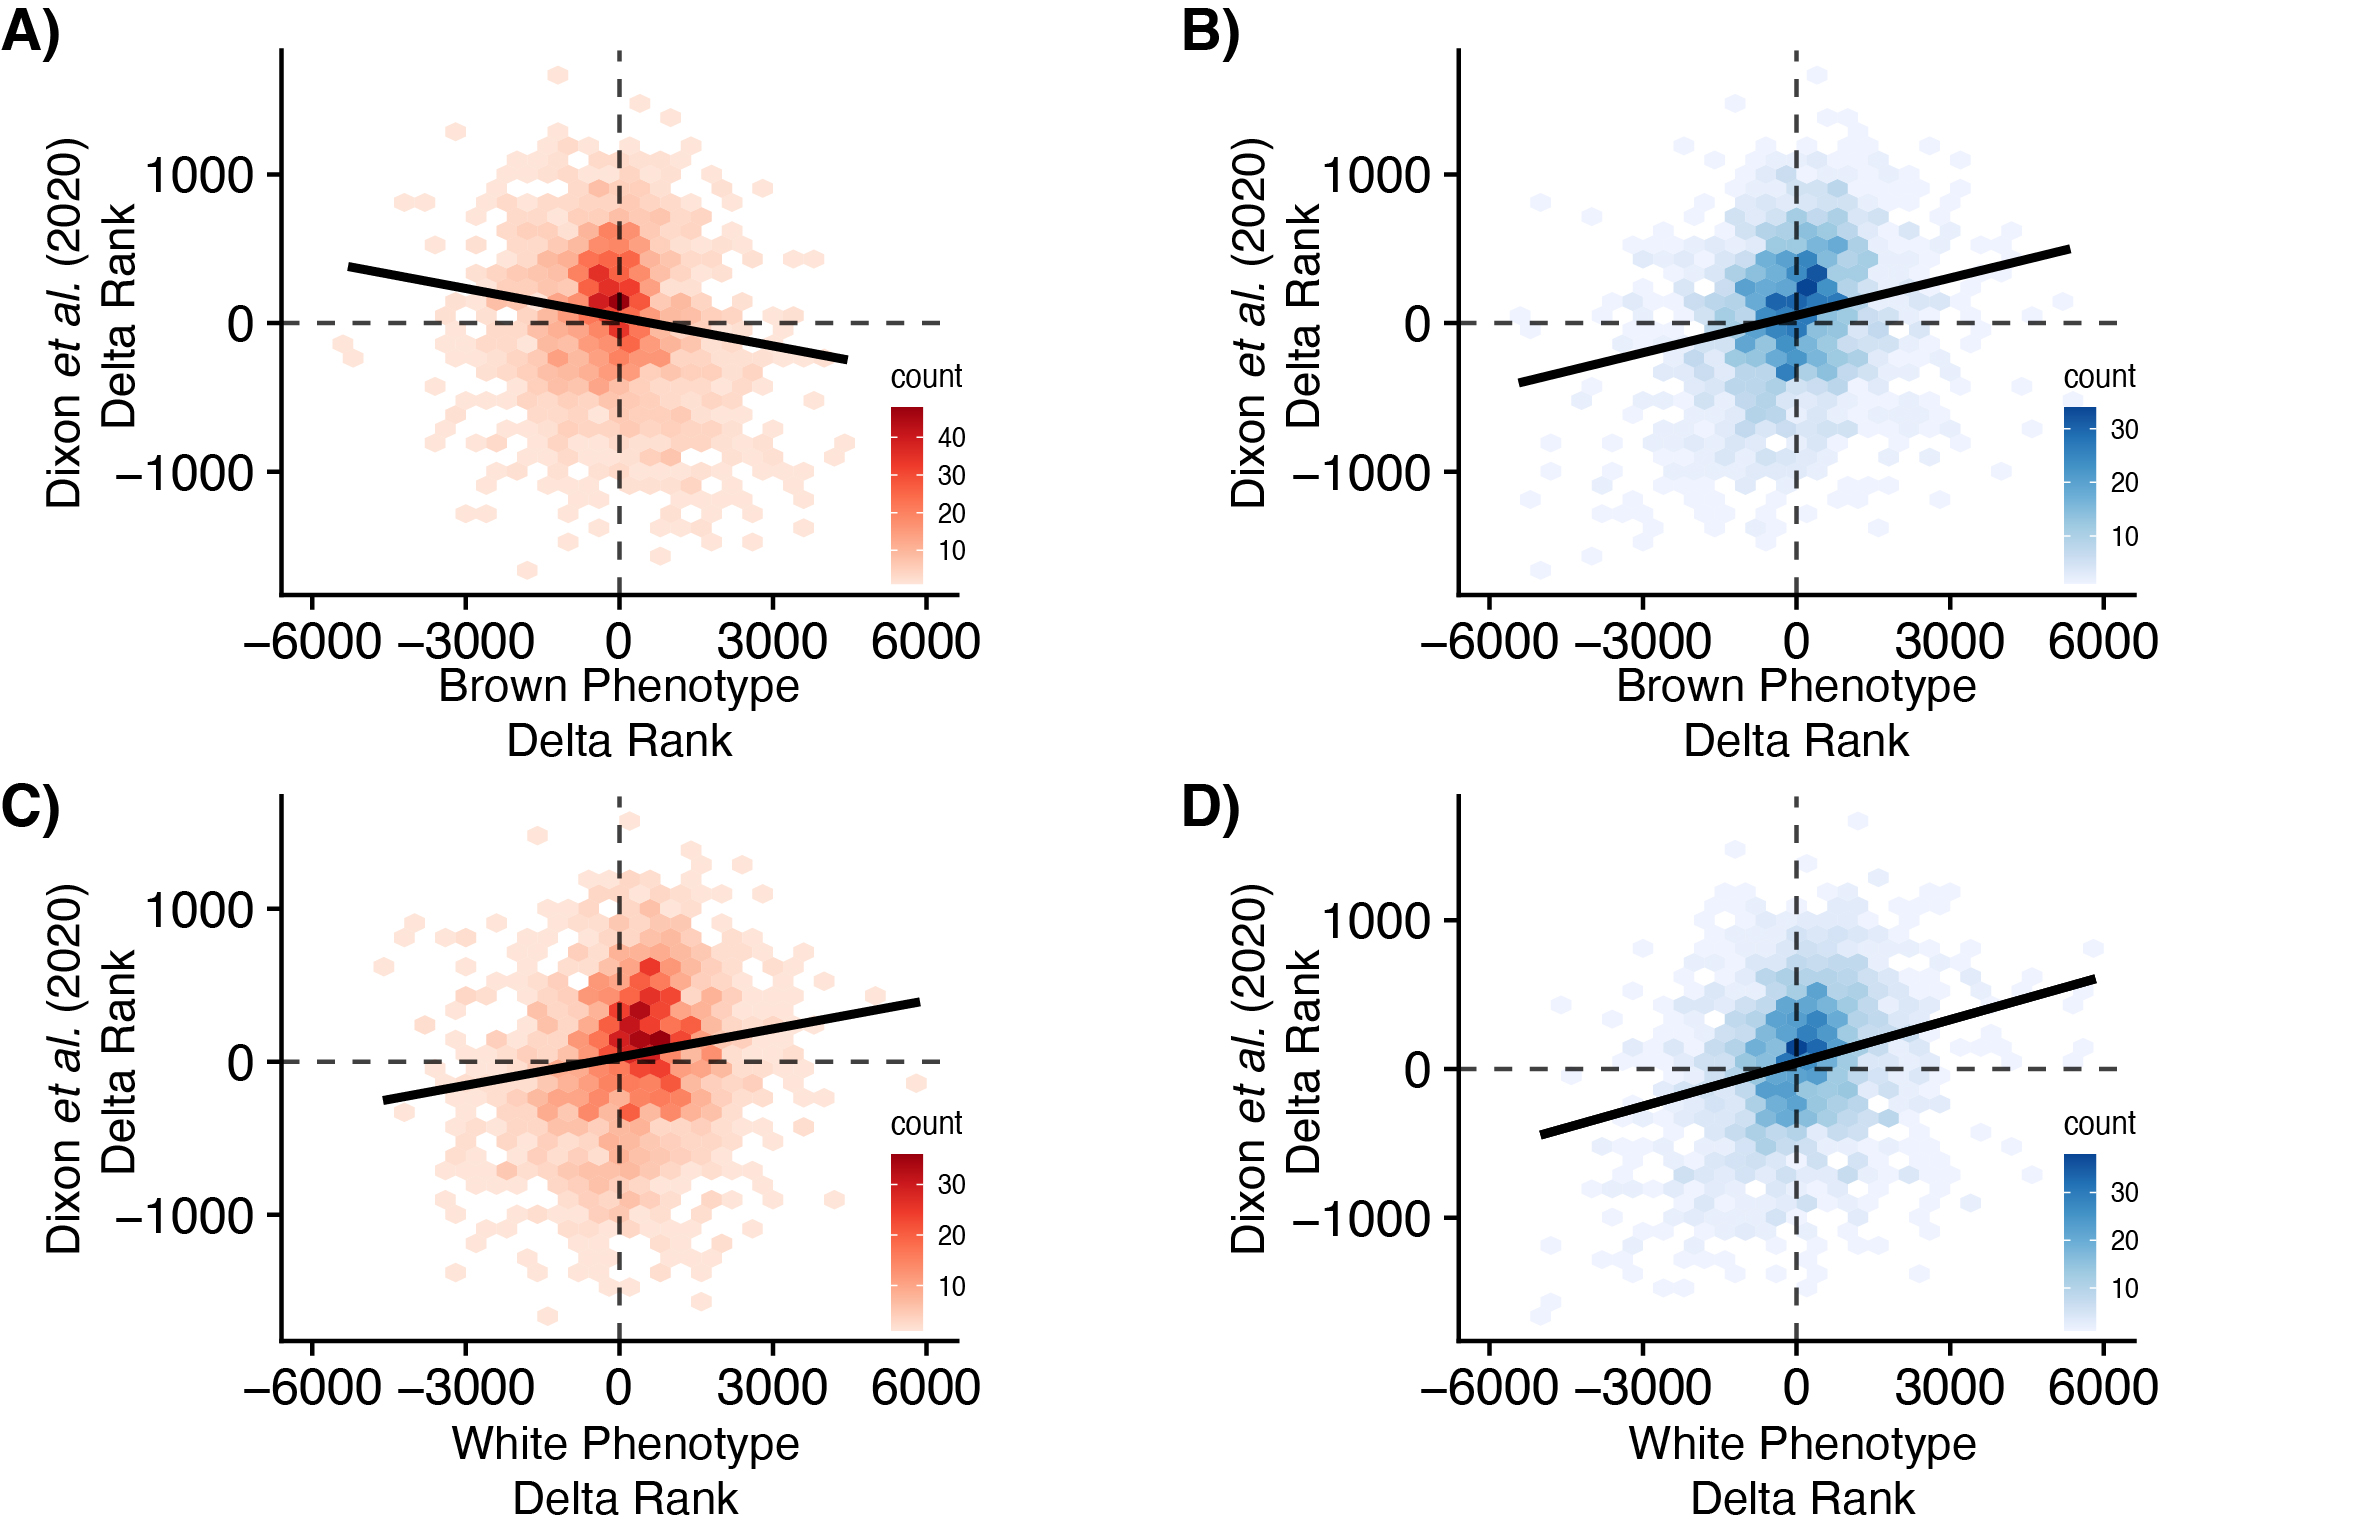 A)
Dixon et al. (2020)
Delta Rank
1000
0
−1000
count
40
30
20
10
−6000 −3000 0 3000 6000
Brown Phenotype
Delta Rank
B)
Dixon et al. (2020)
Delta Rank
1000
0
−1000
count
30
20
10
−6000 −3000 0 3000 6000
Brown Phenotype
Delta Rank
C)
Dixon et al. (2020)
Delta Rank
1000
0
−1000
count
30
20
10
−6000 −3000 0 3000 6000
White Phenotype
Delta Rank
D)
Dixon et al. (2020)
Delta Rank
1000
0
−1000
count
30
20
10
−6000 −3000 0 3000 6000
White Phenotype
Delta Rank